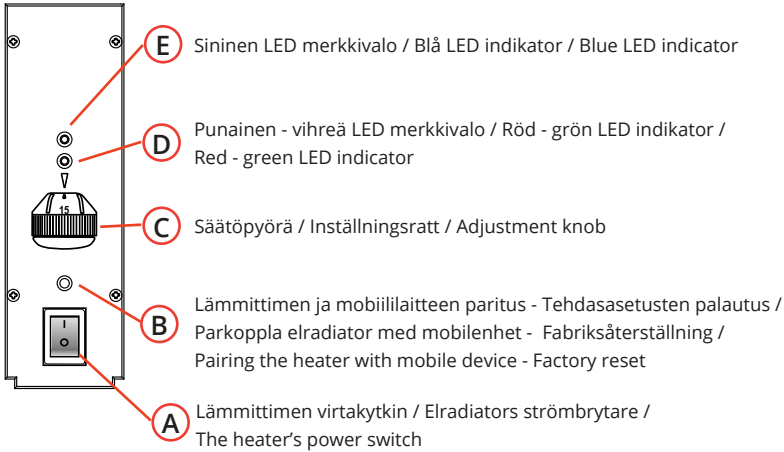 E
Sininen LED merkkivalo / Blå LED indikator / Blue LED indicator
D
Punainen - vihreä LED merkkivalo / Röd - grön LED indikator /
Red - green LED indicator
15
C
Säätöpyörä / Inställningsratt / Adjustment knob
B
Lämmittimen ja mobiililaitteen paritus - Tehdasasetusten palautus /
Parkoppla elradiator med mobilenhet - Fabriksåterställning /
Pairing the heater with mobile device - Factory reset
I
O
A
Lämmittimen virtakytkin / Elradiators strömbrytare /
The heater's power switch